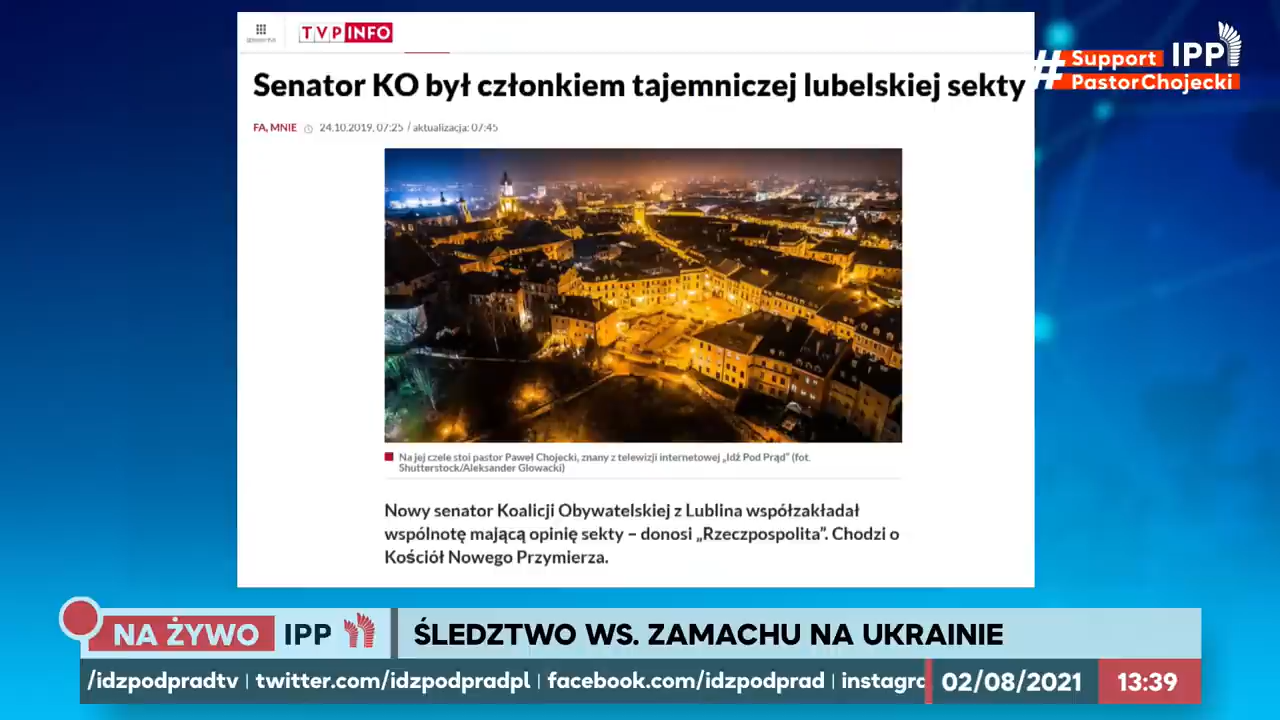 TVP INFO
Senator KO był członkiem tajemniczej lubelskiej sekty
FA, MNIE 24.10.2019, 07:25 / aktualizacja: 07:45
#Support
PastorChojecki
IPP
Na jej czele stoi pastor Paweł Chojecki, znany z telewizji internetowej „Idź Pod Prąd” (fot.
Shutterstock/Aleksander Glowacki)
Nowy senator Koalicji Obywatelskiej z Lublina współzakładał
wspólnotę mającą opinię sekty – donosi „Rzeczpospolita”. Chodzi o
Kościół Nowego Przymierza.
NA ŻYWO IPP
ŚLEDZTWO WS. ZAMACHU NA UKRAINIE
/idzpodpradtv | twitter.com/idzpodpradpl | facebook.com/idzpodprad | instagra
02/08/2021 13:39